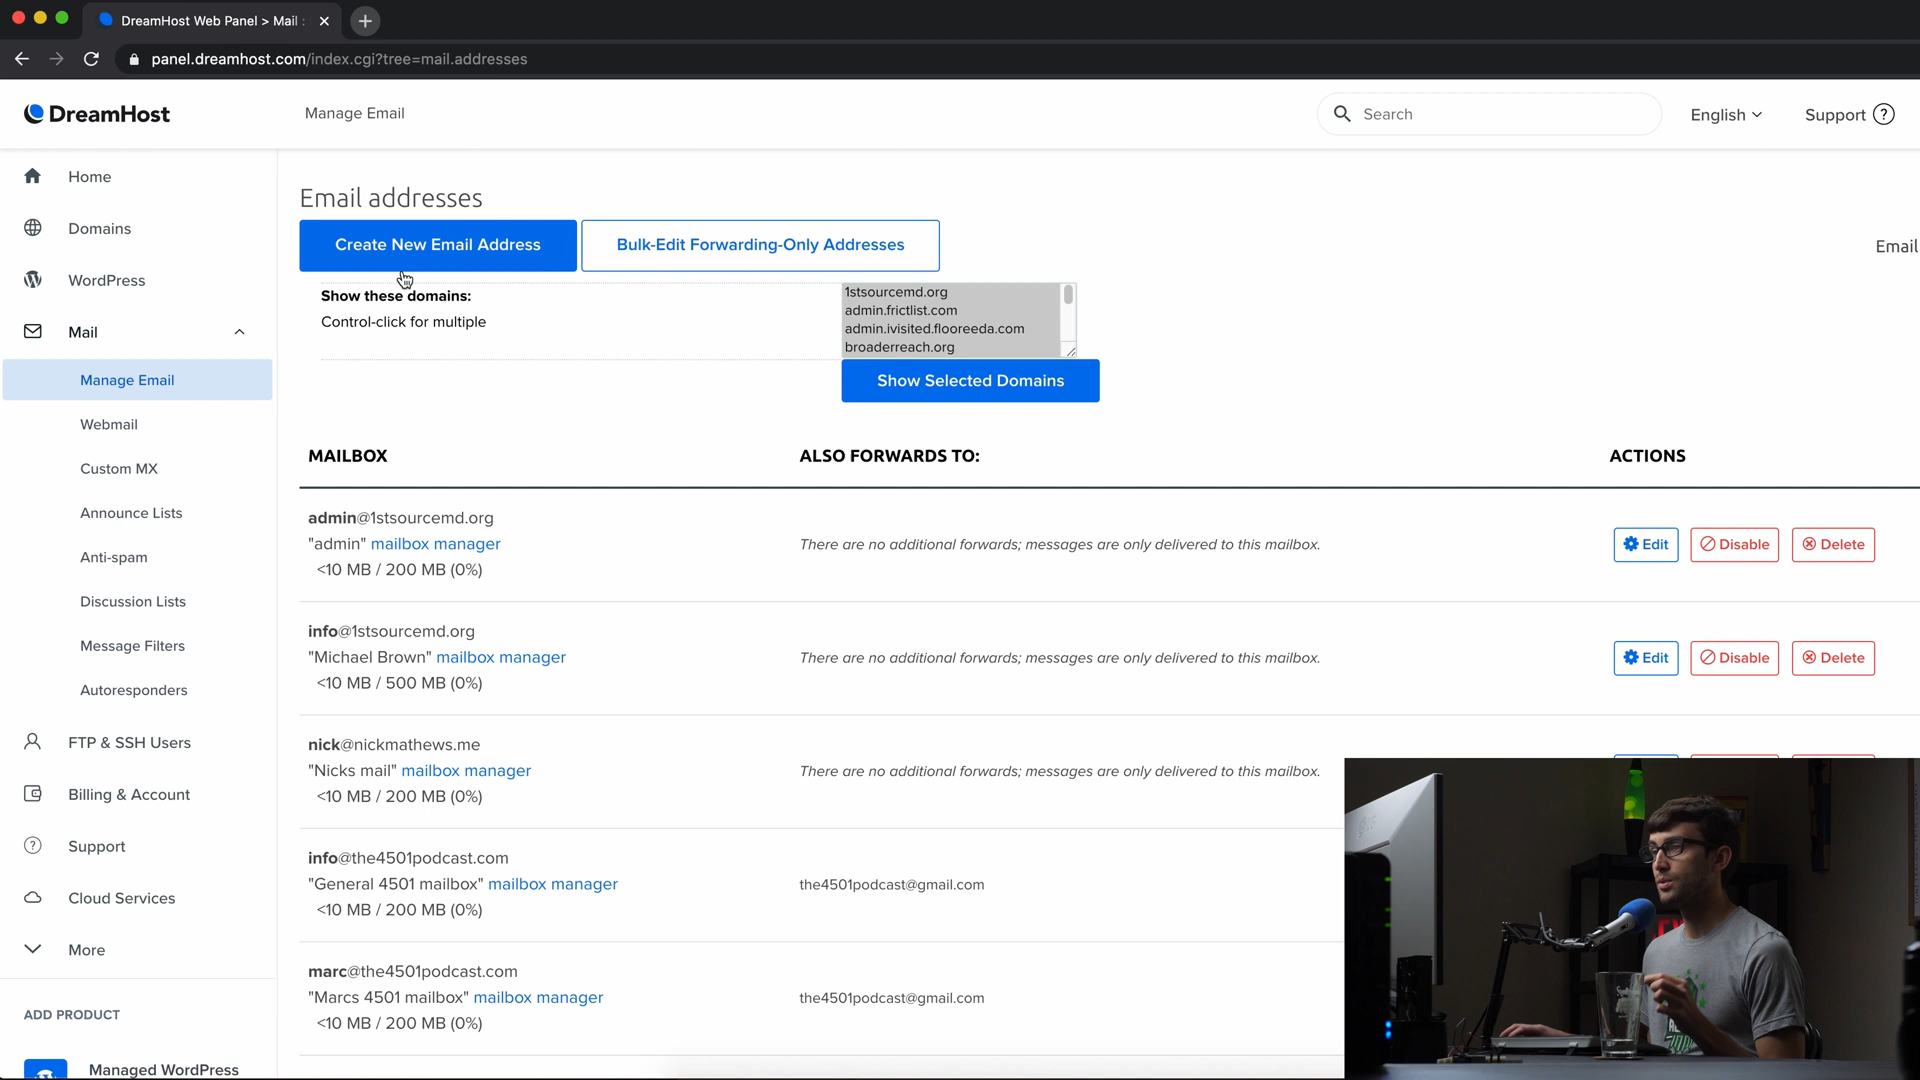 DreamHost Web Panel > Mail :
panel.dreamhost.com/index.cgi?tree=mail.addresses
DreamHost
Manage Email
Search
English
Support
Home
Domains
WordPress
Mail
Manage Email
Webmail
Custom MX
Announce Lists
Anti-spam
Discussion Lists
Message Filters
Autoresponders
FTP & SSH Users
Billing & Account
Support
Cloud Services
More
ADD PRODUCT
Managed WordPress
Email addresses
Create New Email Address
Bulk-Edit Forwarding-Only Addresses
Email
Show these domains:
Control-click for multiple
1stsourcemd.org
admin.frictlist.com
admin.ivisited.flooreeda.com
broaderreach.org
Show Selected Domains
MAILBOX ALSO FORWARDS TO: ACTIONS
admin@1stsourcemd.org
"admin" mailbox manager
<10 MB / 200 MB (0%)
There are no additional forwards; messages are only delivered to this mailbox.
Edit Disable Delete
info@1stsourcemd.org
"Michael Brown" mailbox manager
<10 MB / 500 MB (0%)
There are no additional forwards; messages are only delivered to this mailbox.
Edit Disable Delete
nick@nickmathews.me
"Nicks mail" mailbox manager
<10 MB / 200 MB (0%)
There are no additional forwards; messages are only delivered to this mailbox.
info@the4501podcast.com
"General 4501 mailbox" mailbox manager
<10 MB / 200 MB (0%)
the4501podcast@gmail.com
marc@the4501podcast.com
"Marcs 4501 mailbox" mailbox manager
<10 MB / 200 MB (0%)
the4501podcast@gmail.com